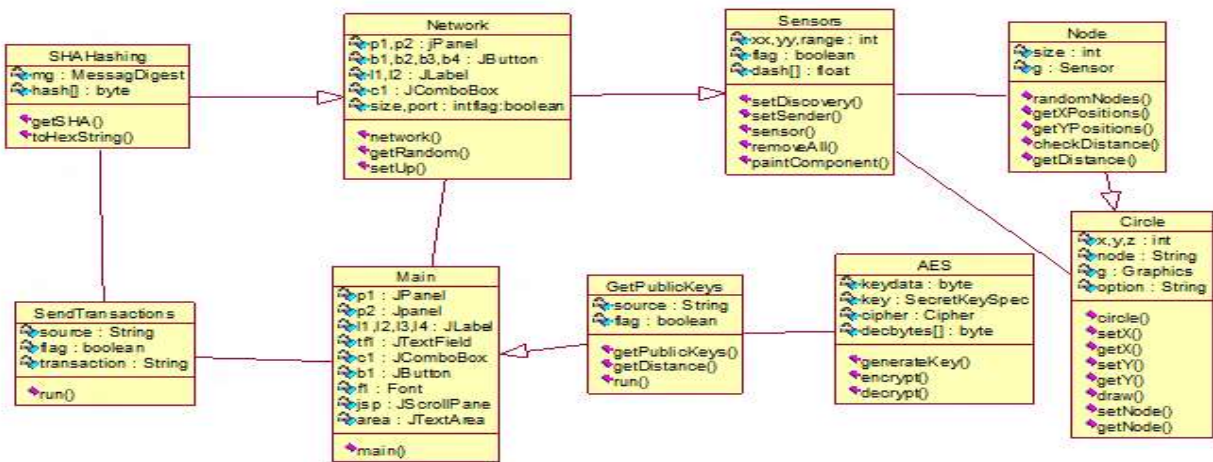 SHAHashing
mg : MessagDigest
hash[] : byte
getSHA()
toHexString()
Network
p1,p2 : jPanel
b1,b2,b3,b4 : JButton
l1,l2 : JLabel
c1 : JComboBox
size,port : intflag:boolean
network()
getRandom()
setUp()
Sensors
xx,yy,range : int
flag : boolean
dash[] : float
setDiscovery()
setSender()
sensor()
removeAll()
paintComponent()
Node
size : int
g : Sensor
randomNodes()
getXPositions()
getYPositions()
checkDistance()
getDistance()
Circle
x,y,z : int
node : String
g : Graphics
option : String
circle()
setX()
getX()
setY()
getY()
draw()
setNode()
getNode()
SendTransactions
source : String
flag : boolean
transaction : String
run()
Main
p1 : JPanel
p2 : Jpanel
l1,l2,l3,l4 : JLabel
tf1 : JTextField
c1 : JComboBox
b1 : JButton
f1 : Font
jsp : JScrollPane
area : JTextArea
main()
GetPublicKeys
source : String
flag : boolean
getPublicKeys()
getDistance()
run()
AES
keydata : byte
key : SecretKeySpec
cipher : Cipher
decbytes[] : byte
generateKey()
encrypt()
decrypt()